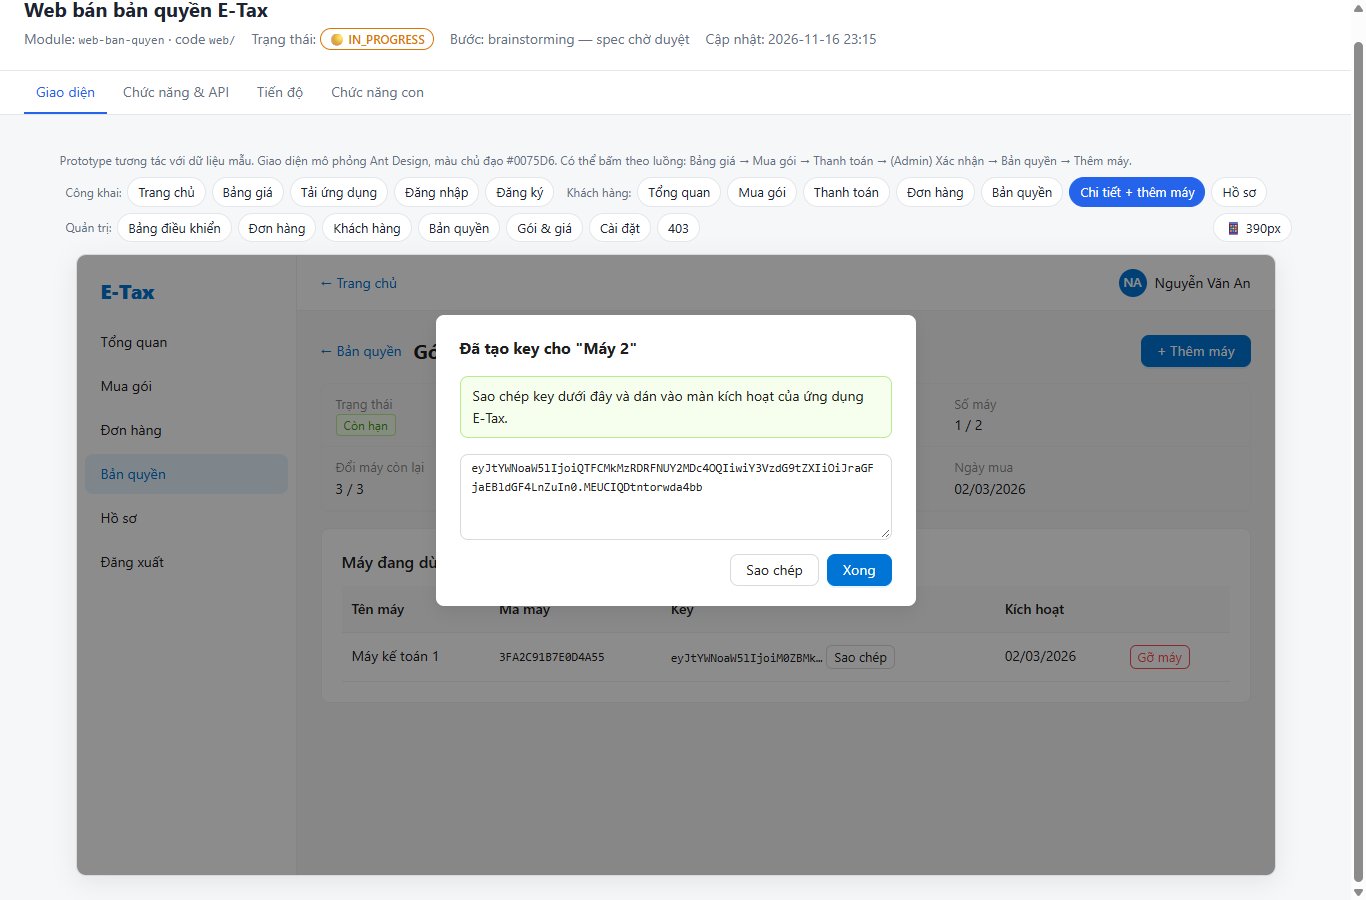 Web bán bản quyền E-Tax
Module: web-ban-quyen · code web/ Trạng thái: IN_PROGRESS Bước: brainstorming — spec chờ duyệt Cập nhật: 2026-11-16 23:15
Giao diện Chức năng & API Tiến độ Chức năng con
Prototype tương tác với dữ liệu mẫu. Giao diện mô phỏng Ant Design, màu chủ đạo #0075D6. Có thể bấm theo luồng: Bảng giá → Mua gói → Thanh toán → (Admin) Xác nhận → Bản quyền → Thêm máy.
Công khai: Trang chủ Bảng giá Tải ứng dụng Đăng nhập Đăng ký Khách hàng: Tổng quan Mua gói Thanh toán Đơn hàng Bản quyền Chi tiết + thêm máy Hồ sơ
Quản trị: Bảng điều khiển Đơn hàng Khách hàng Bản quyền Gói & giá Cài đặt 403 390px
E-Tax
← Trang chủ
NA Nguyễn Văn An
Tổng quan
Mua gói
Đơn hàng
Bản quyền
Hồ sơ
Đăng xuất
← Bản quyền
+ Thêm máy
Trạng thái
Còn hạn
Số máy
1 / 2
Đổi máy còn lại
3 / 3
Ngày mua
02/03/2026
Đã tạo key cho "Máy 2"
Sao chép key dưới đây và dán vào màn kích hoạt của ứng dụng
E-Tax.
eyJtYWNoaW5lIjoiQTFCMkMzRDRFNUY2MDc4OQIiwiY3VzdG9tZXIiOiJraGF
jaEBldGF4LnZuIn0.MEUCIQDtntorwda4bb
Sao chép Xong
Máy đang
Tên máy Mã máy Key Kích hoạt
Máy kế toán 1 3FA2C91B7E0D4A55 eyJtYWNoaW5lIjoiM0ZBMk… Sao chép 02/03/2026 Gỡ máy